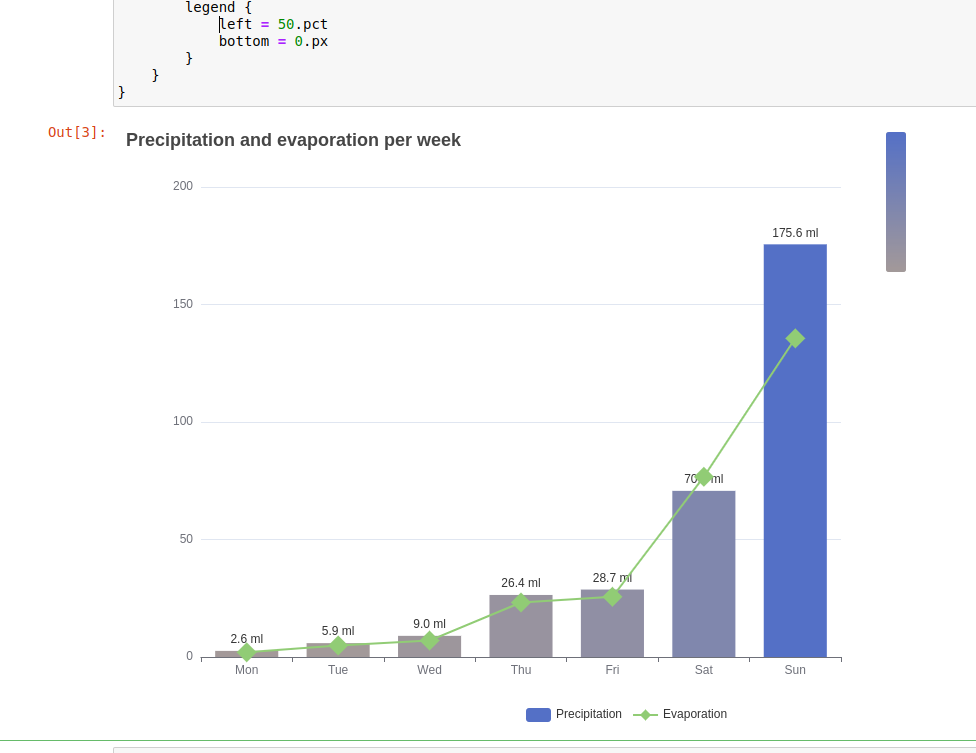 legend {
left = 50.pct
bottom = 0.px
}
}
}
Out[3]:
Precipitation and evaporation per week
200
175.6 ml
150
100
ml
50
26.4 ml
28.7 ml
2.6 ml
5.9 ml
9.0 ml
0
Mon Tue Wed Thu Fri Sat Sun
Precipitation Evaporation